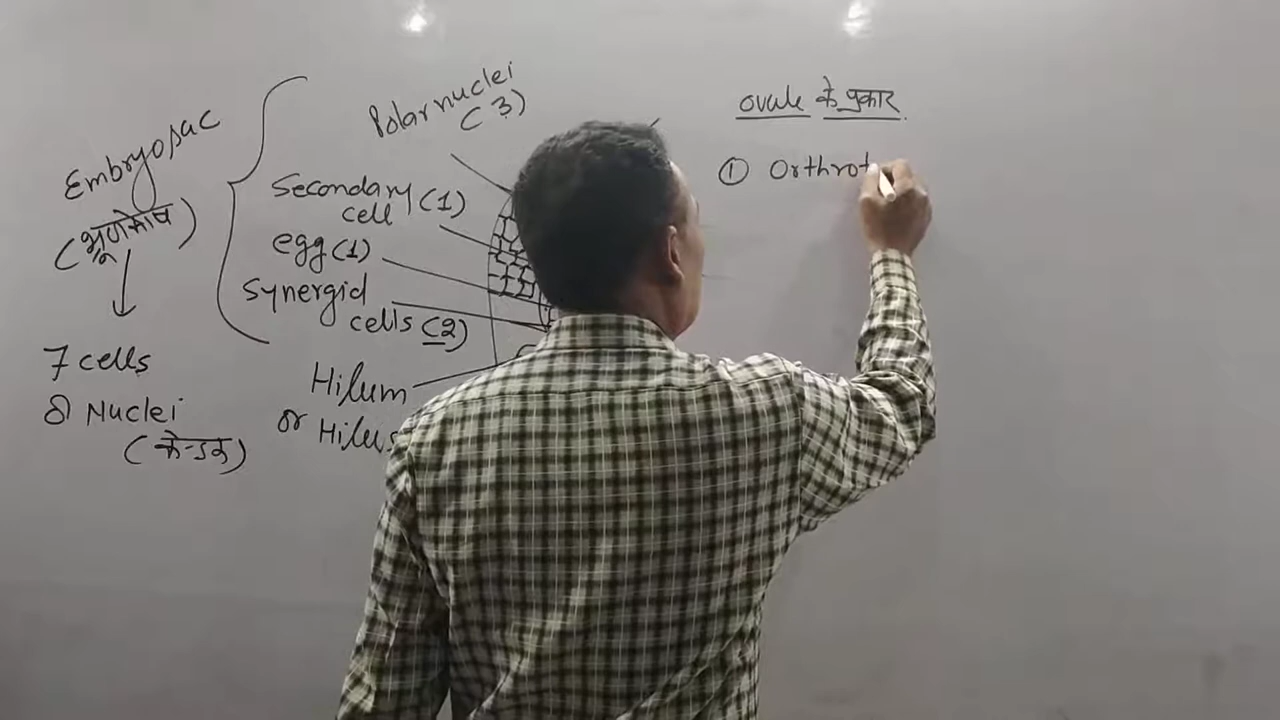 Embryosac
(भ्रूणकोष)
7 cells
8 Nuclei
(केन्द्रक)
Polar nuclei
(3)
Secondary
cell (1)
egg (1)
Synergid
cells (2)
Hilum
or Hilus
ovule के प्रकार
① Orthrot